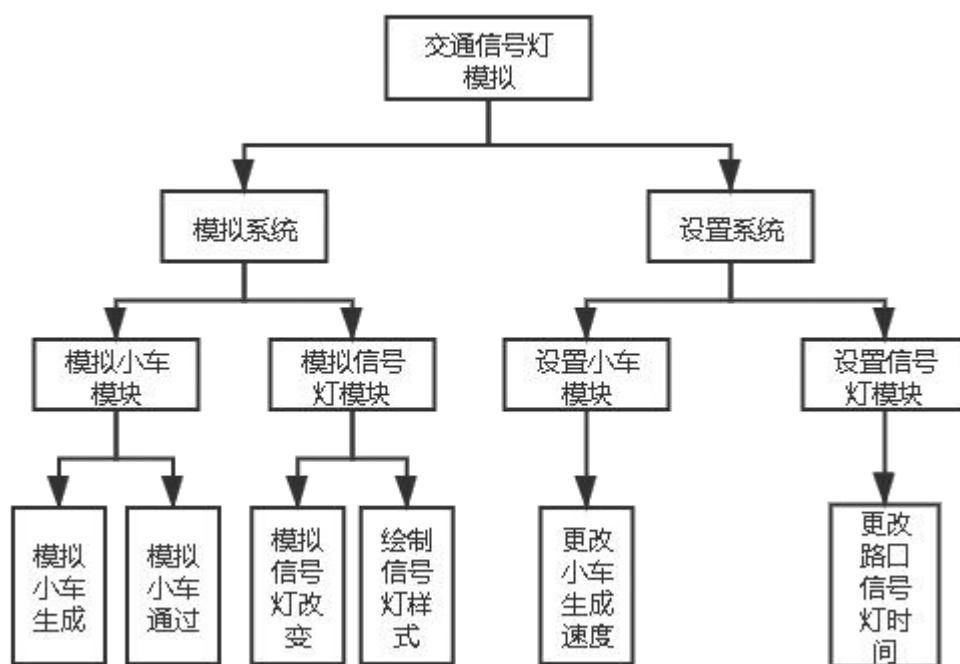 交通信号灯
模拟
模拟系统
设置系统
模拟小车
模块
模拟信号
灯模块
设置小车
模块
设置信号
灯模块
模拟
小车
生成
模拟
小车
通过
模拟
信号
灯改
变
绘制
信号
灯样
式
更改
小车
生成
速度
更改
路口
信号
灯时
间